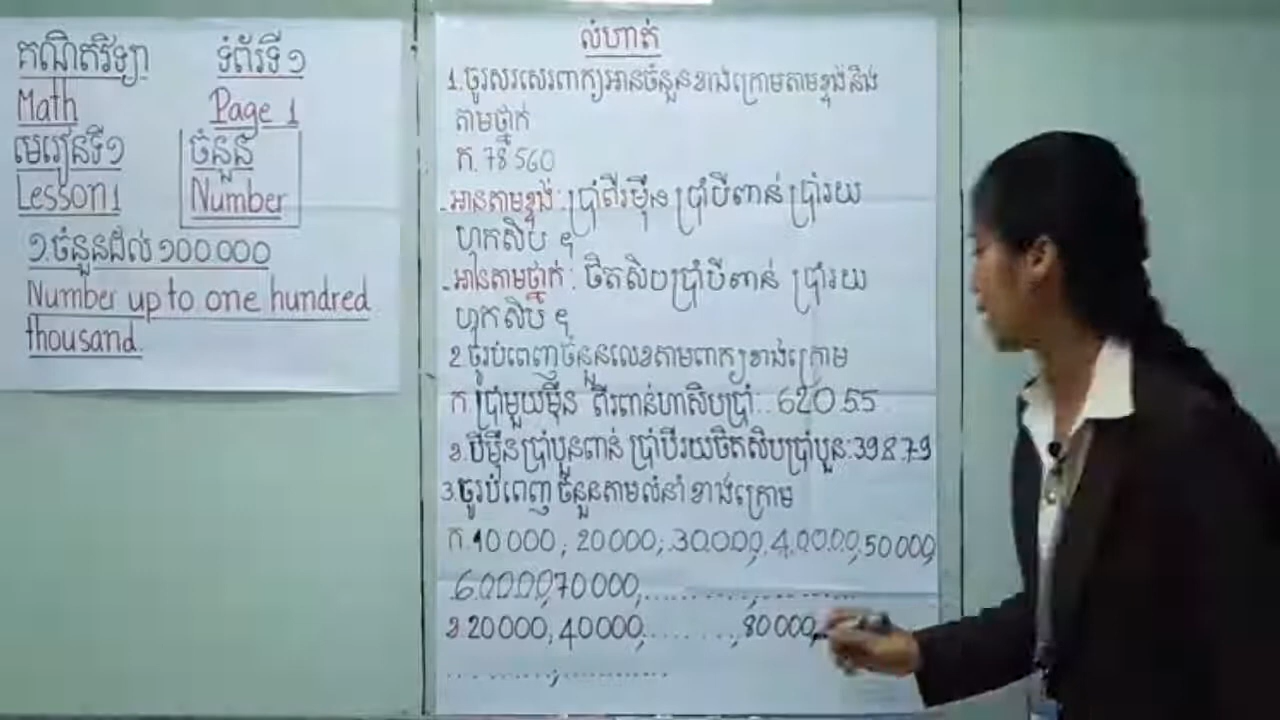 គណិតវិទ្យា ទំព័រទី១
Math Page 1
មេរៀនទី១ ចំនួន
Lesson 1 Number
១.ចំនួនដល់ ១០០ ០០០
Number up to one hundred
thousand.
លំហាត់
1.ចូរសរសេរពាក្យអានចំនួនខាងក្រោមតាមខ្ទង់ និង
តាមថ្នាក់
ក. 78 560
-អានតាមខ្ទង់ : ប្រាំពីរម៉ឺន ប្រាំបីពាន់ ប្រាំរយ
ហុកសិប ។
-អានតាមថ្នាក់ : ចិតសិបប្រាំបីពាន់ ប្រាំរយ
ហុកសិប ។
2.ចូរបំពេញចំនួនលេខតាមពាក្យខាងក្រោម
ក. ប្រាំមួយម៉ឺន ពីរពាន់ហាសិបប្រាំ : 62055
ខ.បីម៉ឺនប្រាំបួនពាន់ ប្រាំបីរយចិតសិបប្រាំបួន: 39879
3.ចូរបំពេញ ចំនួនតាមលំនាំ ខាងក្រោម
ក. 10 000 , 20 000, 30000, 40000, 50 000,
60000, 70 000, .........., ..........
ខ. 20 000, 40 000, .........., 80 000,
.........., ..........